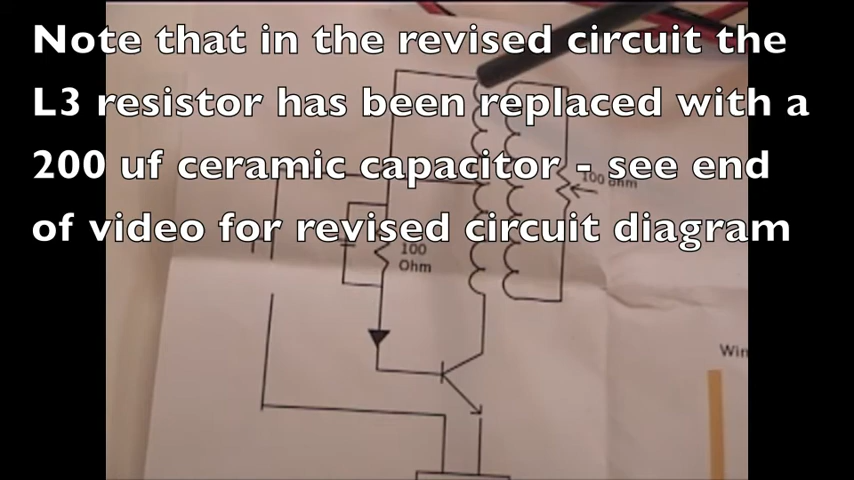 Note that in the revised circuit the
L3 resistor has been replaced with a
200 uf ceramic capacitor - see end
of video for revised circuit diagram
100 ohm
100
Ohm